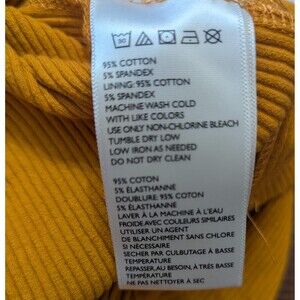 30
95% COTTON
5% SPANDEX
LINING: 95% COTTON
5% SPANDEX
MACHINE WASH COLD
WITH LIKE COLORS
USE ONLY NON-CHLORINE BLEACH
TUMBLE DRY LOW
LOW IRON AS NEEDED
DO NOT DRY CLEAN
95% COTON
5% ÉLASTHANNE
DOUBLURE: 95% COTON
5% ÉLASTHANNE
LAVER À LA MACHINE À L'EAU
FROIDE AVEC COULEURS SIMILAIRES
UTILISER UN AGENT
DE BLANCHIMENT SANS CHLORE
SI NÉCESSAIRE
SÉCHER PAR CULBUTAGE À BASSE
TEMPÉRATURE
REPASSER, AU BESOIN, À TRÈS BASSE
TEMPÉRATURE
NE PAS NETTOYER À SEC